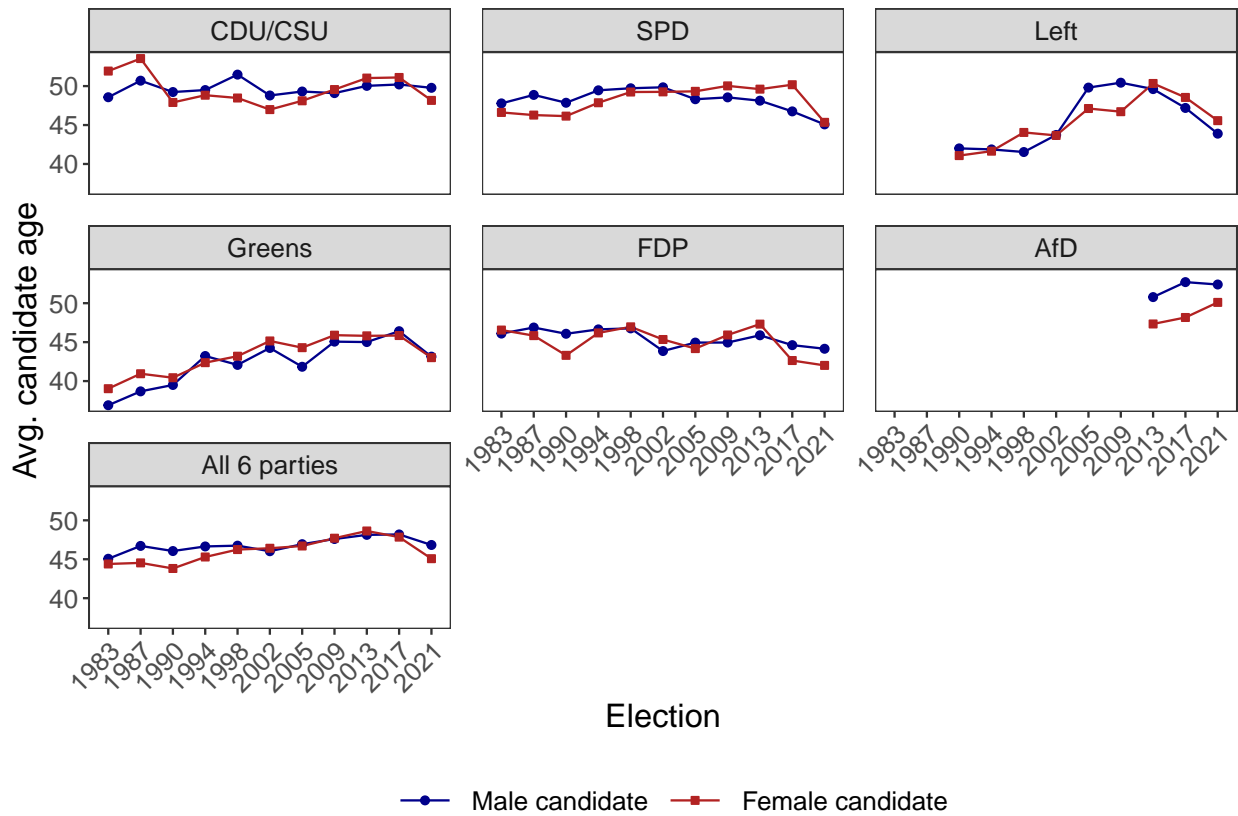 CDU/CSU
SPD
Left
50
45
40
Greens
FDP
AfD
50
45
40
1983 1987 1990 1994 1998 2002 2005 2009 2013 2017 2021
1983 1987 1990 1994 1998 2002 2005 2009 2013 2017 2021
All 6 parties
50
45
40
1983 1987 1990 1994 1998 2002 2005 2009 2013 2017 2021
Avg. candidate age
Election
Male candidate
Female candidate